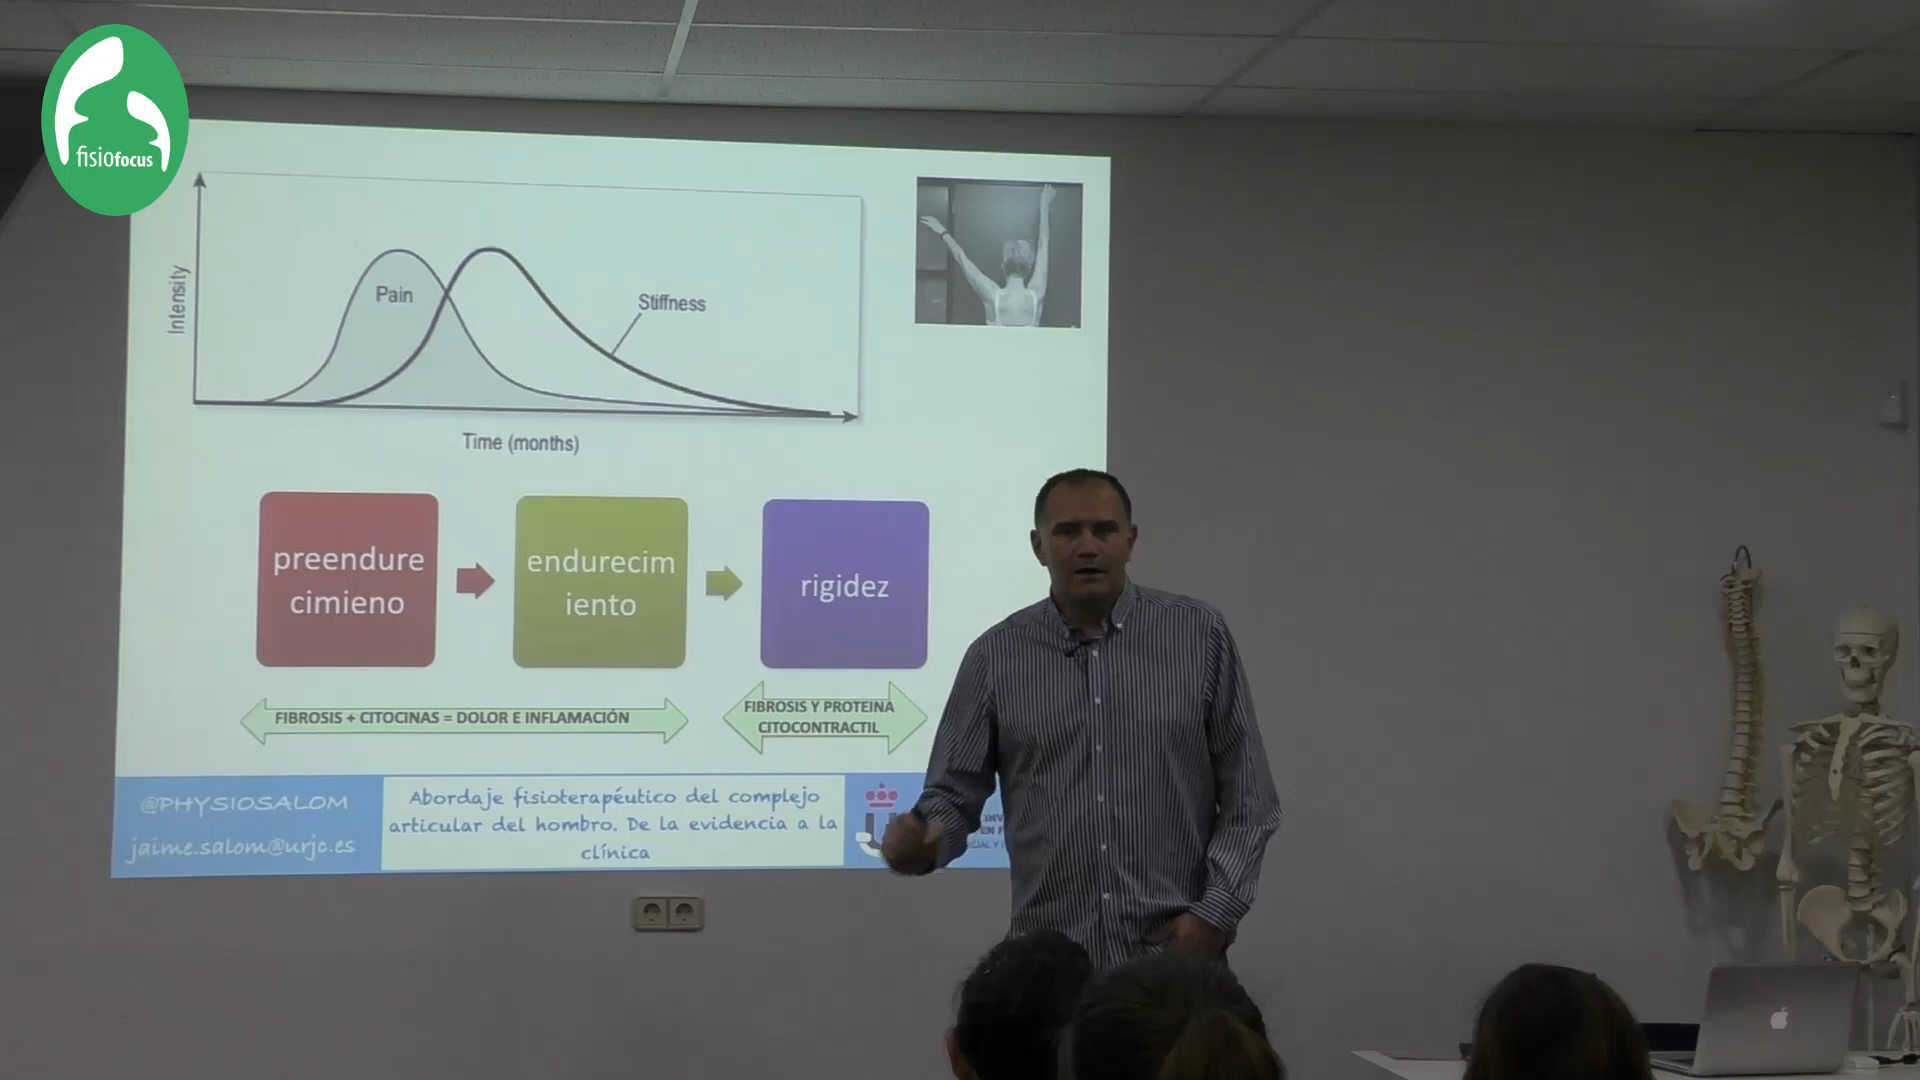 fisiofocus
Intensity
Pain
Stiffness
Time (months)
preendure
cimieno
endurecim
iento
rigidez
FIBROSIS + CITOCINAS = DOLOR E INFLAMACIÓN
FIBROSIS Y PROTEINA
CITOCONTRACTIL
@PHYSIOSALOM
jaime.salom@urjc.es
Abordaje fisioterapéutico del complejo
articular del hombro. De la evidencia a la
clínica